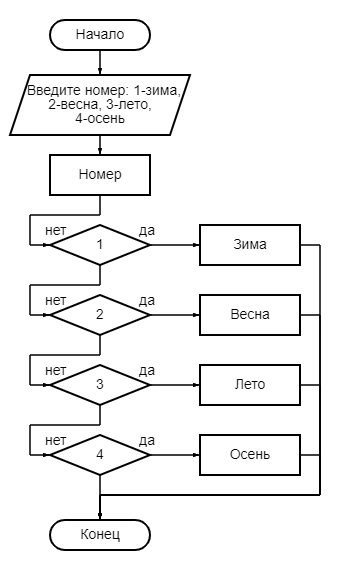 Начало
Введите номер: 1-зима,
2-весна, 3-лето,
4-осень
Номер
нет
1
да
Зима
нет
2
да
Весна
нет
3
да
Лето
нет
4
да
Осень
Конец